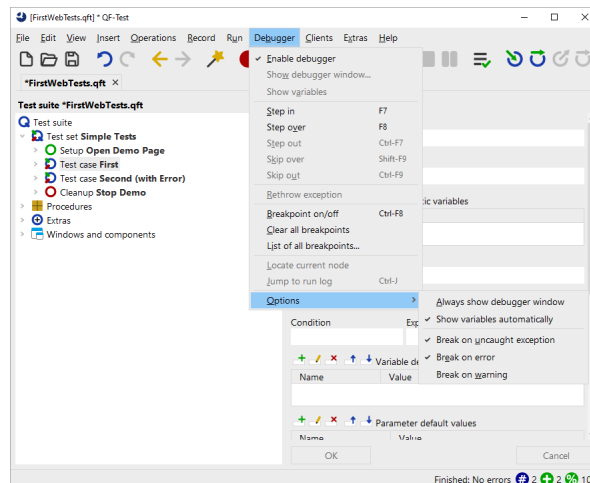 [FirstWebTests.qft] * QF-Test
File Edit View Insert Operations Record Run Debugger Clients Extras Help
*FirstWebTests.qft ×
Test suite *FirstWebTests.qft
Test suite
Test set Simple Tests
Setup Open Demo Page
Test case First
Test case Second (with Error)
Cleanup Stop Demo
Procedures
Extras
Windows and components
Enable debugger
Show debugger window...
Show variables
Step in F7
Step over F8
Step out Ctrl-F7
Skip over Shift-F9
Skip out Ctrl-F9
Rethrow exception
Breakpoint on/off Ctrl-F8
Clear all breakpoints
List of all breakpoints...
Locate current node
Jump to run log Ctrl-J
Options
Always show debugger window
Show variables automatically
Break on uncaught exception
Break on error
Break on warning
ic variables
Condition Exp
Variable de
Name Value
Parameter default values
Name Value
OK Cancel
Finished: No errors # 2 2 % 10